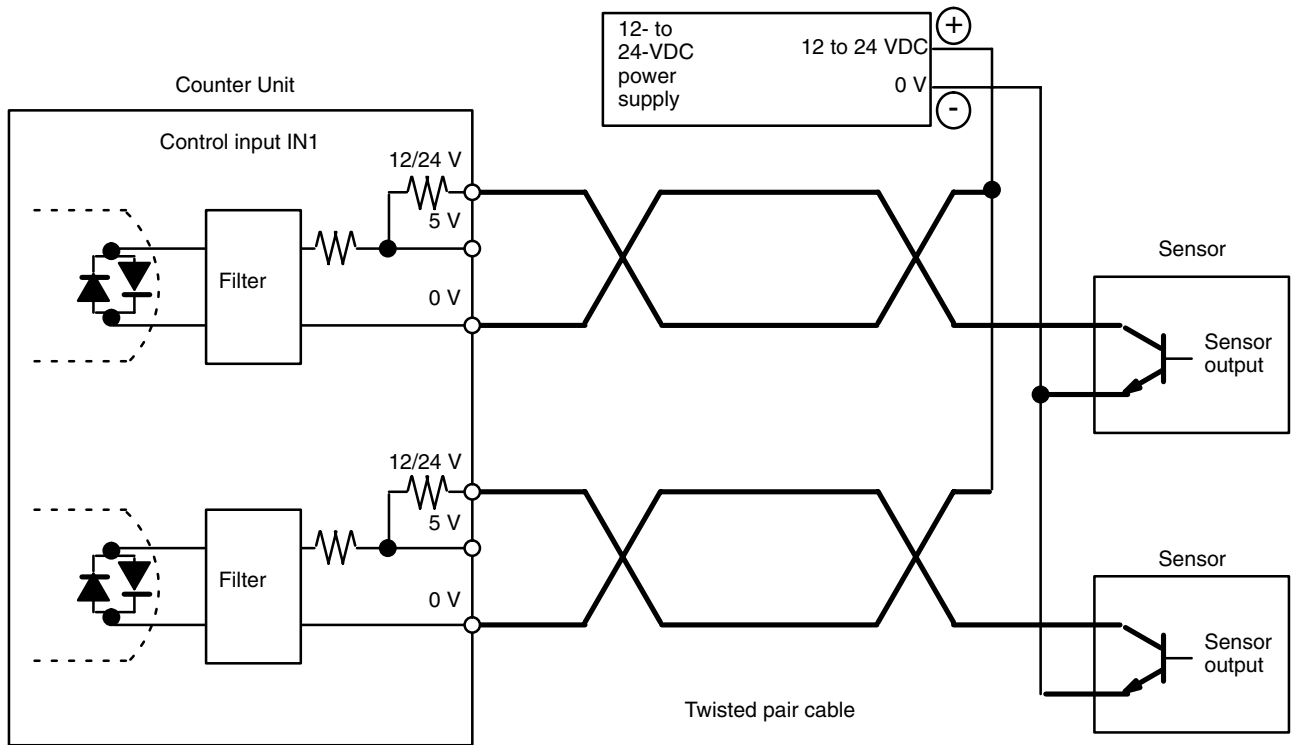 12- to
24-VDC
power
supply
12 to 24 VDC
0 V
+
-
Counter Unit
Control input IN1
12/24 V
5 V
0 V
Filter
Sensor
Sensor
output
12/24 V
5 V
0 V
Filter
Sensor
Sensor
output
Twisted pair cable